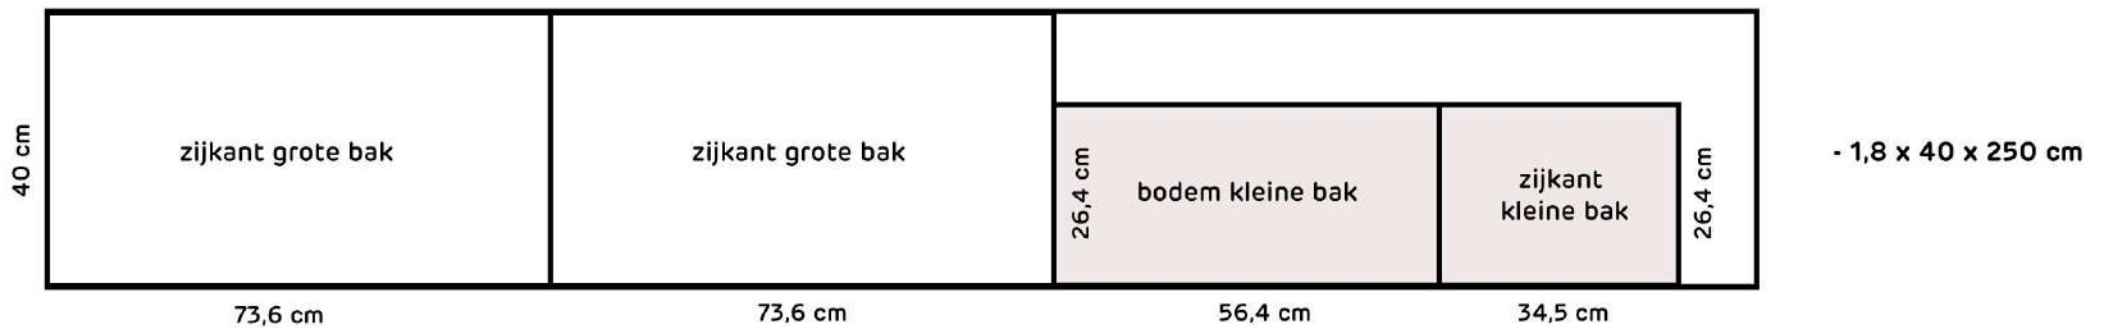 40 cm
zijkant grote bak
zijkant grote bak
26,4 cm
bodem kleine bak
zijkant
kleine bak
26,4 cm
- 1,8 x 40 x 250 cm
73,6 cm
73,6 cm
56,4 cm
34,5 cm